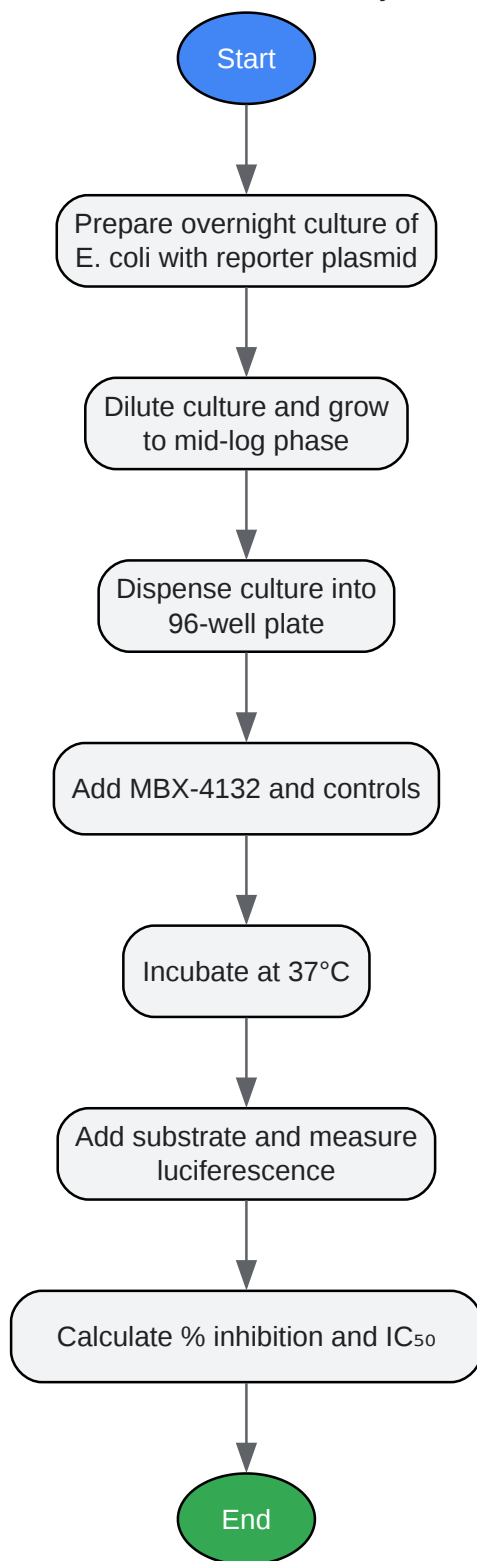 Start
Prepare overnight culture of
E. coli with reporter plasmid
Dilute culture and grow
to mid-log phase
Dispense culture into
96-well plate
Add MBX-4132 and controls
Incubate at 37°C
Add substrate and measure
luciferescence
Calculate % inhibition and IC₅₀
End